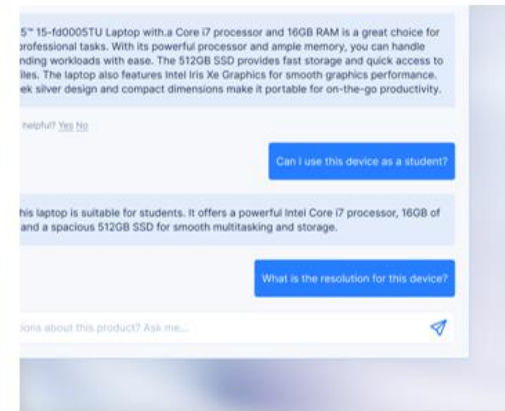 5" 15-fd0005TU Laptop with.a Core i7 processor and 16GB RAM is a great choice for
professional tasks. With its powerful processor and ample memory, you can handle
nding workloads with ease. The 512GB SSD provides fast storage and quick access to
iles. The laptop also features Intel Iris Xe Graphics for smooth graphics performance.
ek silver design and compact dimensions make it portable for on-the-go productivity.
helpful? Yes No
Can I use this device as a student?
his laptop is suitable for students. It offers a powerful Intel Core i7 processor, 16GB of
and a spacious 512GB SSD for smooth multitasking and storage.
What is the resolution for this device?
ions about this product? Ask me...